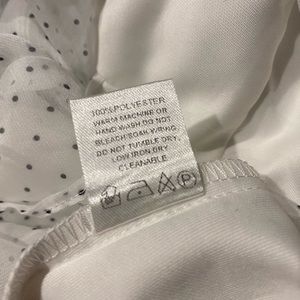 100% POLYESTER
WARM MACHINE OR
HAND WASH DO NOT
BLEACH/SOAK WRING
DO NOT TUMBLE DRY,
LOW IRON DRY
CLEANABLE
P